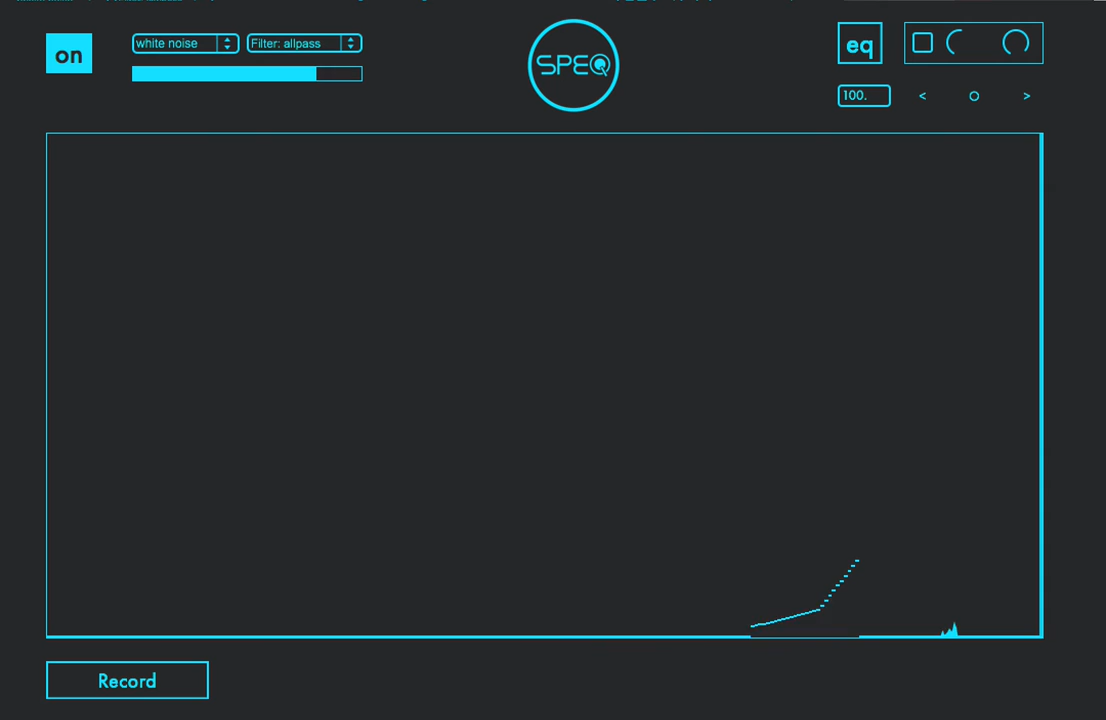 on
white noise
Filter: allpass
SPEQ
eq
100.
<
>
Record